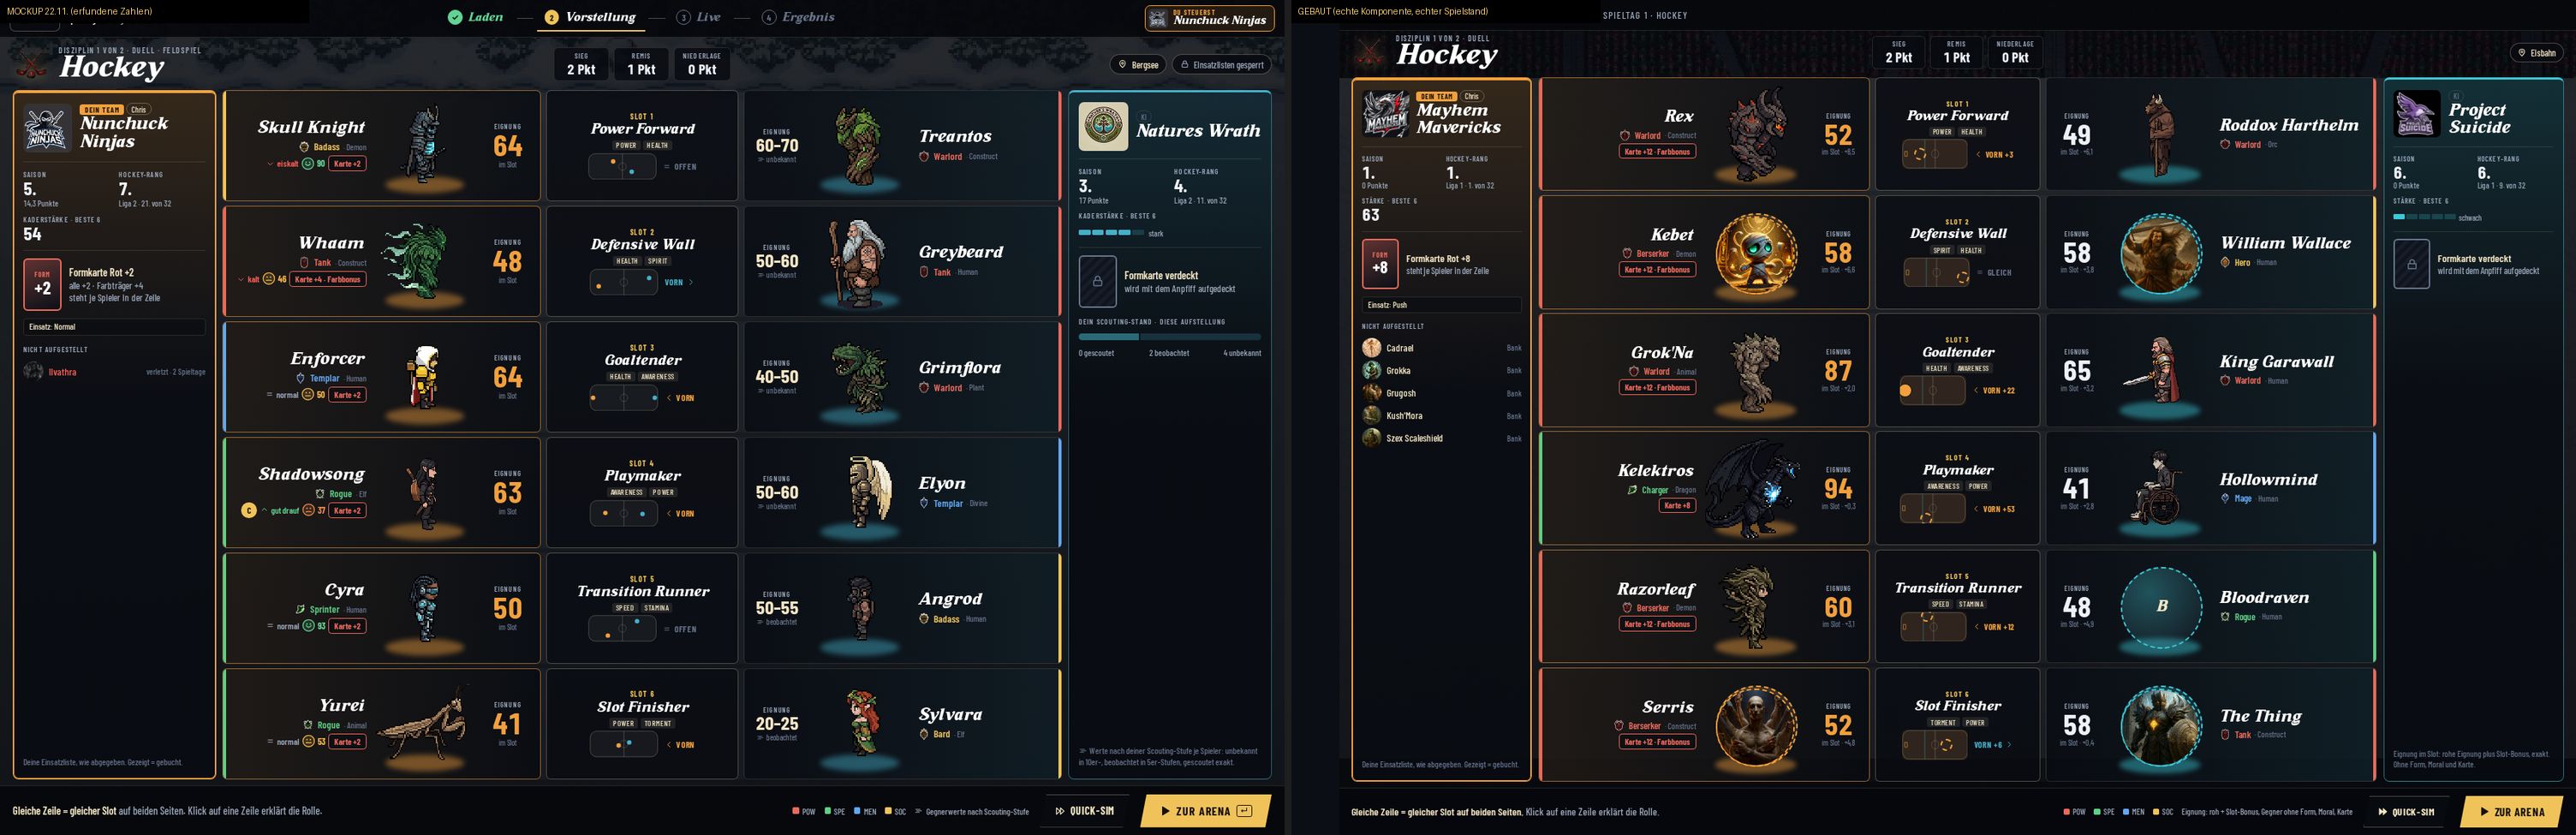 MOCKUP 22.11. (erfundene Zahlen)
Laden
2 Vorstellung
3 Live
4 Ergebnis
DU STEUERST
Nunchuck Ninjas
DISZIPLIN 1 VON 2 · DUELL · FELDSPIEL
Hockey
SIEG
2 Pkt
REMIS
1 Pkt
NIEDERLAGE
0 Pkt
Bergsee
Einsatzlisten gesperrt
DEIN TEAM Chris
Nunchuck
Ninjas
SAISON
5.
14,3 Punkte
HOCKEY-RANG
7.
Liga 2 · 21. von 32
KADERSTÄRKE · BESTE 6
54
FORM
+2
Formkarte Rot +2
alle +2 · Farbträger +4
steht je Spieler in der Zelle
Einsatz: Normal
NICHT AUFGESTELLT
Ilvathra
verletzt · 2 Spieltage
Deine Einsatzliste, wie abgegeben. Gezeigt = gebucht.
Skull Knight
Badass · Demon
eiskalt 90 Karte +2
EIGNUNG
64
im Slot
SLOT 1
Power Forward
POWER HEALTH
= OFFEN
EIGNUNG
60-70
unbekannt
Treantos
Warlord · Construct
Whaam
Tank · Construct
kalt 46 Karte +4 · Farbbonus
EIGNUNG
48
im Slot
SLOT 2
Defensive Wall
HEALTH SPIRIT
VORN >
EIGNUNG
50-60
unbekannt
Greybeard
Tank · Human
Enforcer
Templar · Human
= normal 50 Karte +2
EIGNUNG
64
im Slot
SLOT 3
Goaltender
HEALTH AWARENESS
< VORN
EIGNUNG
40-50
unbekannt
Grimflora
Warlord · Plant
Shadowsong
Rogue · Elf
C gut drauf 37 Karte +2
EIGNUNG
63
im Slot
SLOT 4
Playmaker
AWARENESS POWER
< VORN
EIGNUNG
50-60
unbekannt
Elyon
Templar · Divine
Cyra
Sprinter · Human
= normal 93 Karte +2
EIGNUNG
50
im Slot
SLOT 5
Transition Runner
SPEED STAMINA
= OFFEN
EIGNUNG
50-55
beobachtet
Angrod
Badass · Human
Yurei
Rogue · Animal
= normal 53 Karte +2
EIGNUNG
41
im Slot
SLOT 6
Slot Finisher
POWER TORMENT
< VORN
EIGNUNG
20-25
beobachtet
Sylvara
Bard · Elf
KI
Natures Wrath
SAISON
3.
17 Punkte
HOCKEY-RANG
4.
Liga 2 · 11. von 32
KADERSTÄRKE · BESTE 6
stark
Formkarte verdeckt
wird mit dem Anpfiff aufgedeckt
DEIN SCOUTING-STAND · DIESE AUFSTELLUNG
0 gescoutet 2 beobachtet 4 unbekannt
Werte nach deiner Scouting-Stufe je Spieler: unbekannt
in 10er-, beobachtet in 5er-Stufen, gescoutet exakt.
Gleiche Zeile = gleicher Slot auf beiden Seiten. Klick auf eine Zeile erklärt die Rolle.
POW SPE MEN SOC Gegnerwerte nach Scouting-Stufe
QUICK-SIM
ZUR ARENA
GEBAUT (echte Komponente, echter Spielstand)
SPIELTAG 1 · HOCKEY
DISZIPLIN 1 VON 2 · DUELL
Hockey
SIEG
2 Pkt
REMIS
1 Pkt
NIEDERLAGE
0 Pkt
Eisbahn
DEIN TEAM Chris
Mayhem
Mavericks
SAISON
1.
0 Punkte
HOCKEY-RANG
1.
Liga 1 · 1. von 32
STÄRKE · BESTE 6
63
FORM
+8
Formkarte Rot +8
steht je Spieler in der Zelle
Einsatz: Push
NICHT AUFGESTELLT
Cadrael Bank
Grokka Bank
Grugosh Bank
Kush'Mora Bank
Szex Scaleshield Bank
Deine Einsatzliste, wie abgegeben. Gezeigt = gebucht.
Rex
Warlord · Construct
Karte +12 · Farbbonus
EIGNUNG
52
SLOT 1
Power Forward
POWER HEALTH
< VORN +3
EIGNUNG
49
Roddox Harthelm
Warlord · Orc
Kebet
Berserker · Demon
Karte +12 · Farbbonus
EIGNUNG
58
SLOT 2
Defensive Wall
SPIRIT HEALTH
= GLEICH
EIGNUNG
58
William Wallace
Hero · Human
Grok'Na
Warlord · Animal
Karte +12 · Farbbonus
EIGNUNG
87
SLOT 3
Goaltender
HEALTH AWARENESS
< VORN +22
EIGNUNG
65
King Garawall
Warlord · Human
Kelektros
Charger · Dragon
Karte +8
EIGNUNG
94
SLOT 4
Playmaker
AWARENESS POWER
< VORN +53
EIGNUNG
41
Hollowmind
Mage · Human
Razorleaf
Berserker · Demon
Karte +12 · Farbbonus
EIGNUNG
60
SLOT 5
Transition Runner
SPEED STAMINA
< VORN +12
EIGNUNG
48
B
Bloodraven
Rogue · Human
Serris
Berserker · Construct
Karte +12 · Farbbonus
EIGNUNG
52
SLOT 6
Slot Finisher
TORMENT POWER
VORN +6 >
EIGNUNG
58
The Thing
Tank · Construct
KI
Project
Suicide
SAISON
6.
0 Punkte
HOCKEY-RANG
6.
Liga 1 · 9. von 32
STÄRKE · BESTE 6
schwach
Formkarte verdeckt
wird mit dem Anpfiff aufgedeckt
Eignung im Slot: rohe Eignung plus Slot-Bonus, exakt.
Ohne Form, Moral und Karte.
Gleiche Zeile = gleicher Slot auf beiden Seiten. Klick auf eine Zeile erklärt die Rolle.
POW SPE MEN SOC Eignung: roh + Slot-Bonus, Gegner ohne Form, Moral, Karte
QUICK-SIM
ZUR ARENA